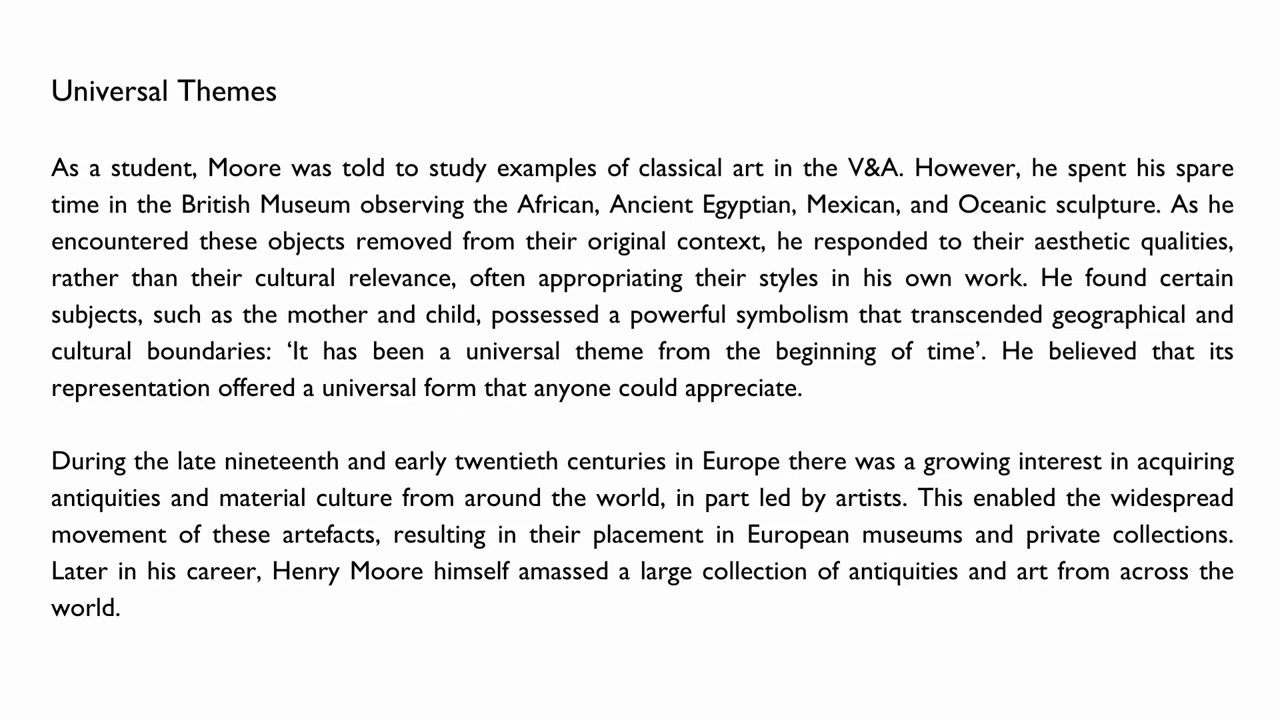 Universal Themes
As a student, Moore was told to study examples of classical art in the V&A. However, he spent his spare
time in the British Museum observing the African, Ancient Egyptian, Mexican, and Oceanic sculpture. As he
encountered these objects removed from their original context, he responded to their aesthetic qualities,
rather than their cultural relevance, often appropriating their styles in his own work. He found certain
subjects, such as the mother and child, possessed a powerful symbolism that transcended geographical and
cultural boundaries: ‘It has been a universal theme from the beginning of time’. He believed that its
representation offered a universal form that anyone could appreciate.
During the late nineteenth and early twentieth centuries in Europe there was a growing interest in acquiring
antiquities and material culture from around the world, in part led by artists. This enabled the widespread
movement of these artefacts, resulting in their placement in European museums and private collections.
Later in his career, Henry Moore himself amassed a large collection of antiquities and art from across the
world.